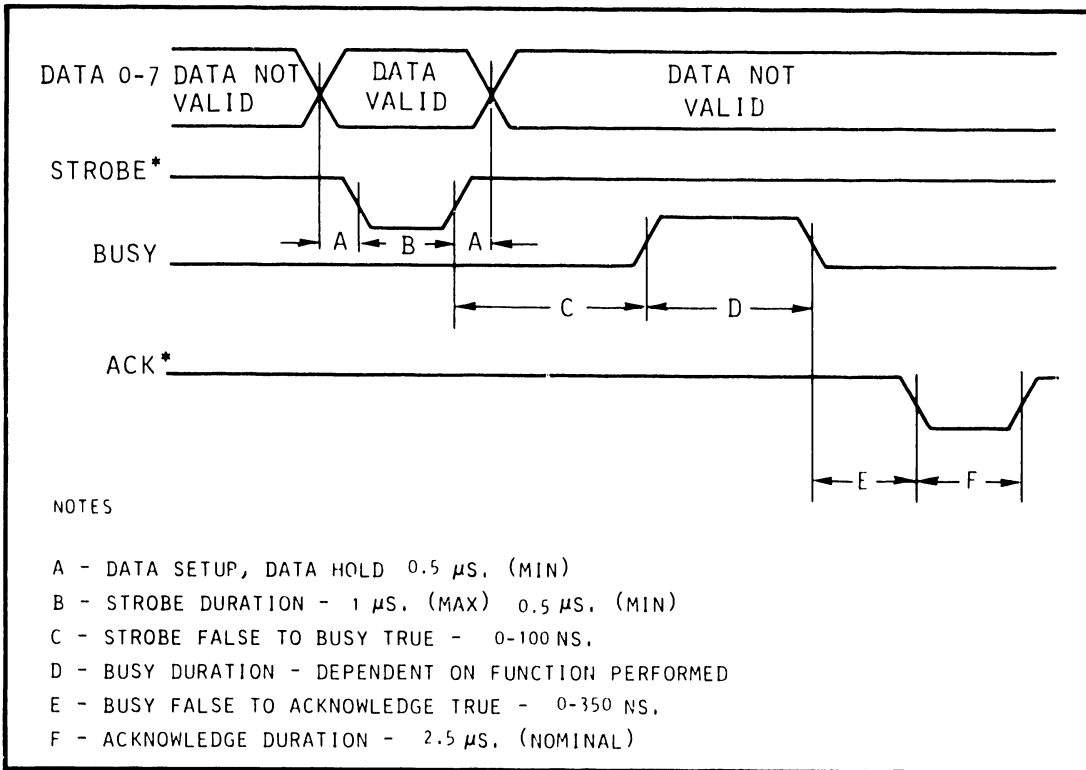 DATA 0-7 DATA NOT VALID DATA VALID DATA NOT VALID
STROBE*
A B A
BUSY
C D
ACK*
E F
NOTES
A - DATA SETUP, DATA HOLD 0.5 µS. (MIN)
B - STROBE DURATION - 1 µS. (MAX) 0.5 µS. (MIN)
C - STROBE FALSE TO BUSY TRUE - 0-100 NS.
D - BUSY DURATION - DEPENDENT ON FUNCTION PERFORMED
E - BUSY FALSE TO ACKNOWLEDGE TRUE - 0-350 NS.
F - ACKNOWLEDGE DURATION - 2.5 µS. (NOMINAL)